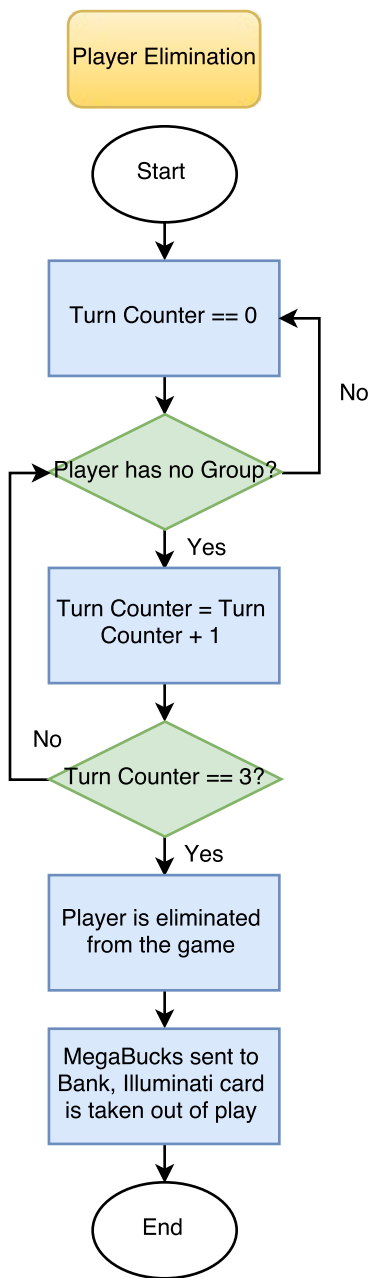 Player Elimination
Start
Turn Counter == 0
No
Player has no Group?
Yes
Turn Counter = Turn
Counter + 1
No
Turn Counter == 3?
Yes
Player is eliminated
from the game
MegaBucks sent to
Bank, Illuminati card
is taken out of play
End